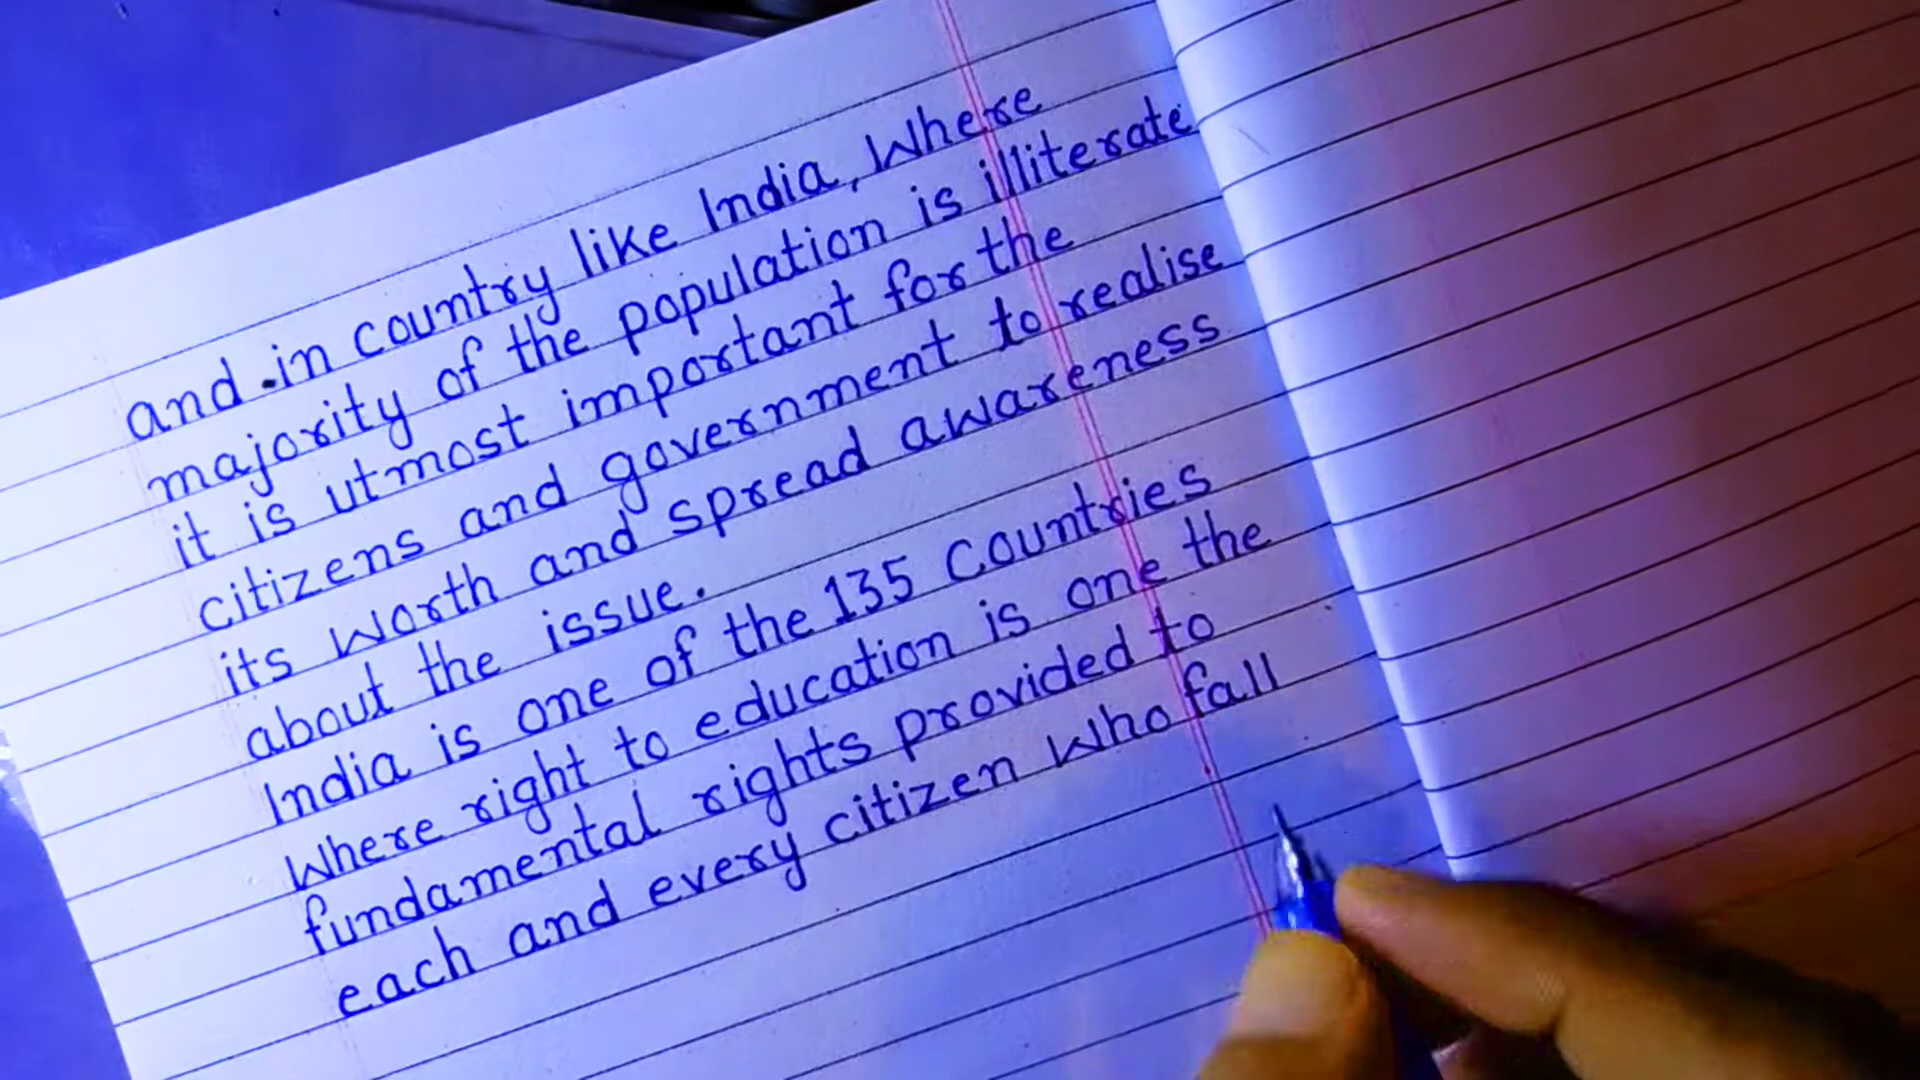 and in country like India, Where
majority of the population is illiterate
it is utmost important for the
citizens and government to realise
its worth and spread awareness
about the issue.
India is one of the 135 Countries
Where right to education is one the
fundamental rights provided to
each and every citizen who fall